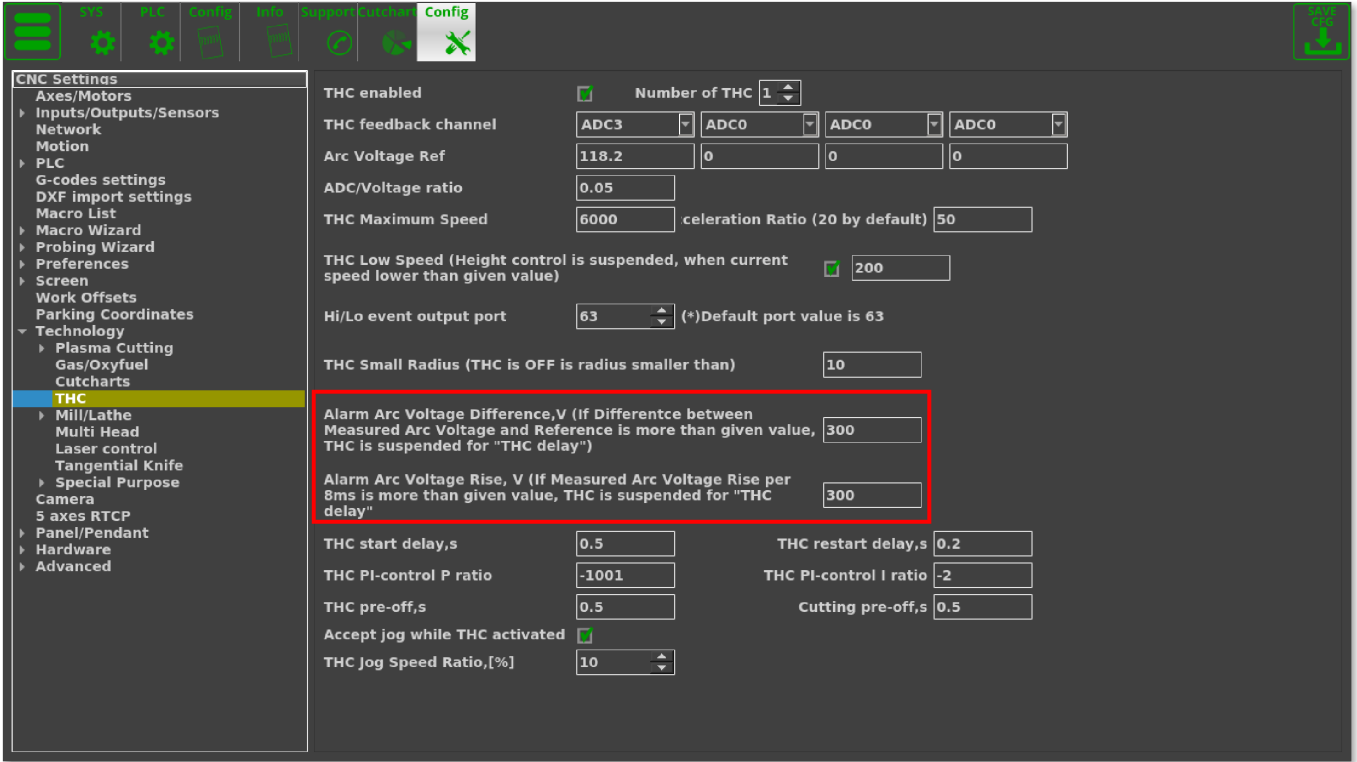 SYS PLC Config Info Support Cutchart Config SAVE CFG
CNC Settings
Axes/Motors
Inputs/Outputs/Sensors
Network
Motion
PLC
G-codes settings
DXF import settings
Macro List
Macro Wizard
Probing Wizard
Preferences
Screen
Work Offsets
Parking Coordinates
Technology
Plasma Cutting
Gas/Oxyfuel
Cutcharts
THC
Mill/Lathe
Multi Head
Laser control
Tangential Knife
Special Purpose
Camera
5 axes RTCP
Panel/Pendant
Hardware
Advanced
THC enabled Number of THC 1
THC feedback channel ADC3 ADC0 ADC0 ADC0
Arc Voltage Ref 118.2 0 0 0
ADC/Voltage ratio 0.05
THC Maximum Speed 6000 celeration Ratio (20 by default) 50
THC Low Speed (Height control is suspended, when current
speed lower than given value) 200
Hi/Lo event output port 63 (*)Default port value is 63
THC Small Radius (THC is OFF is radius smaller than) 10
Alarm Arc Voltage Difference,V (If Differentce between
Measured Arc Voltage and Reference is more than given value, 300
THC is suspended for "THC delay")
Alarm Arc Voltage Rise, V (If Measured Arc Voltage Rise per
8ms is more than given value, THC is suspended for "THC 300
delay"
THC start delay,s 0.5 THC restart delay,s 0.2
THC PI-control P ratio -1001 THC PI-control I ratio -2
THC pre-off,s 0.5 Cutting pre-off,s 0.5
Accept jog while THC activated
THC Jog Speed Ratio,[%] 10